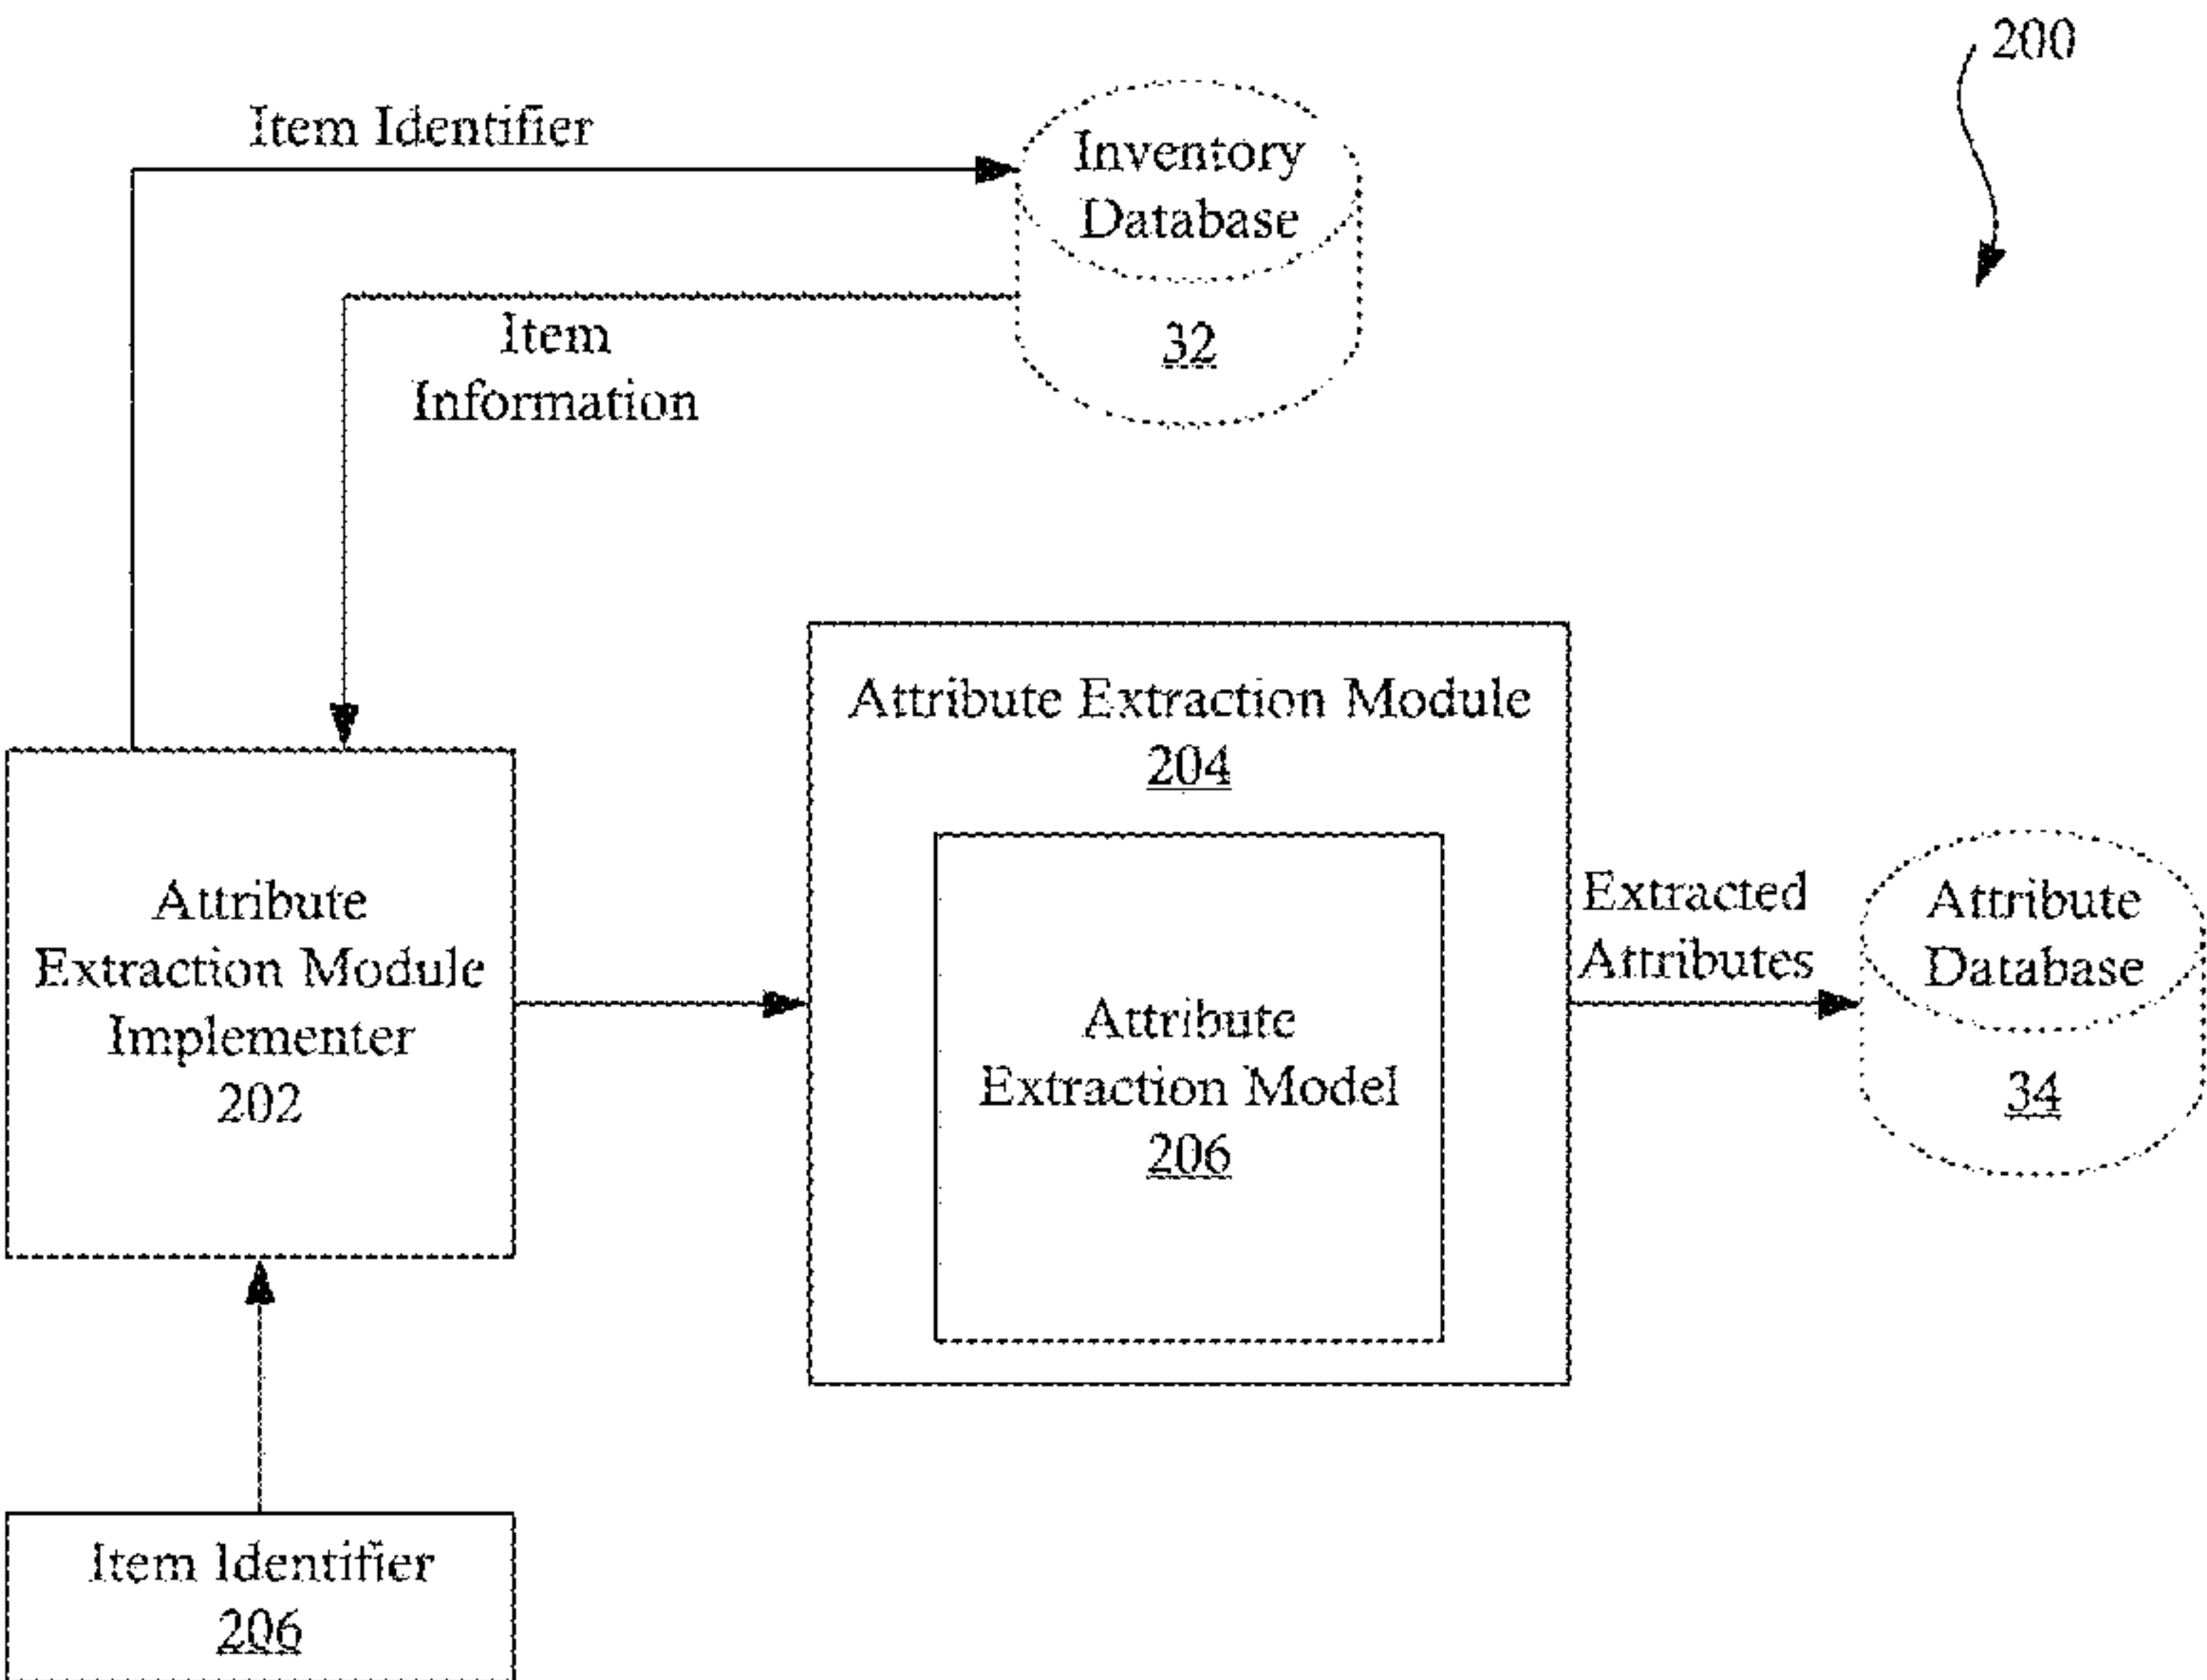 200
Item Identifier
Inventory
Database
32
Item
Information
Attribute Extraction Module
204
Attribute
Extraction Module
Implementer
202
Attribute
Extraction Model
206
Extracted
Attributes
Attribute
Database
34
Item Identifier
206